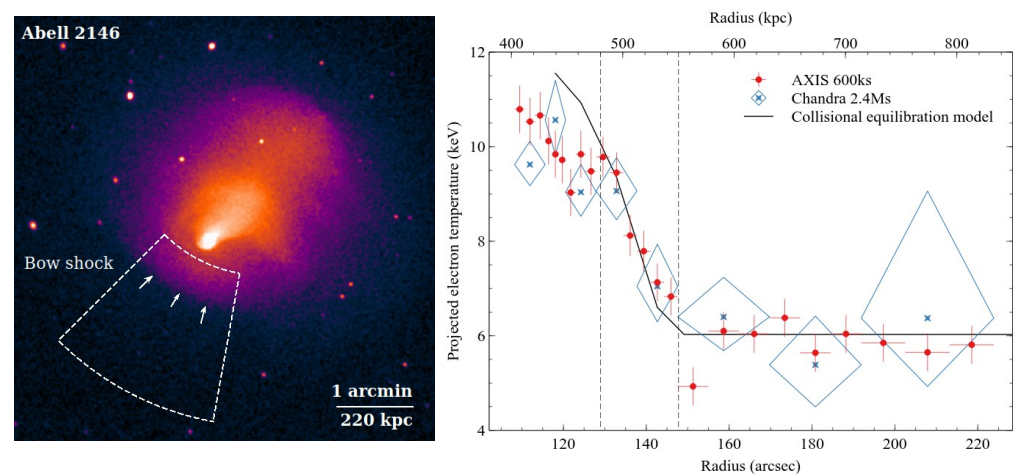 Abell 2146
Bow shock
1 arcmin
220 kpc
Radius (kpc)
400 500 600 700 800
12
10
8
6
4
Projected electron temperature (keV)
AXIS 600ks
Chandra 2.4Ms
Collisional equilibration model
120 140 160 180 200 220
Radius (arcsec)